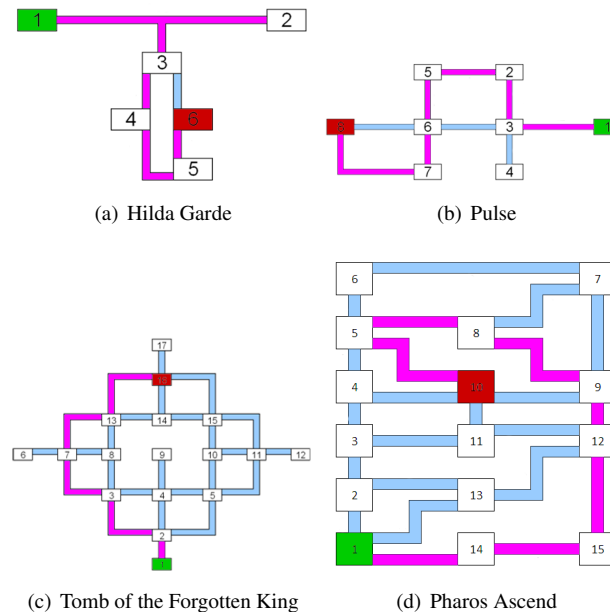 1 2
3
4 6
5
(a) Hilda Garde
5 2
8 6 3 1
7 4
(b) Pulse
17
16
13 14 15
6 7 8 9 10 11 12
3 4 5
2
1
(c) Tomb of the Forgotten King
6 7
5 8
4 10 9
3 11 12
2 13
1 14 15
(d) Pharos Ascend